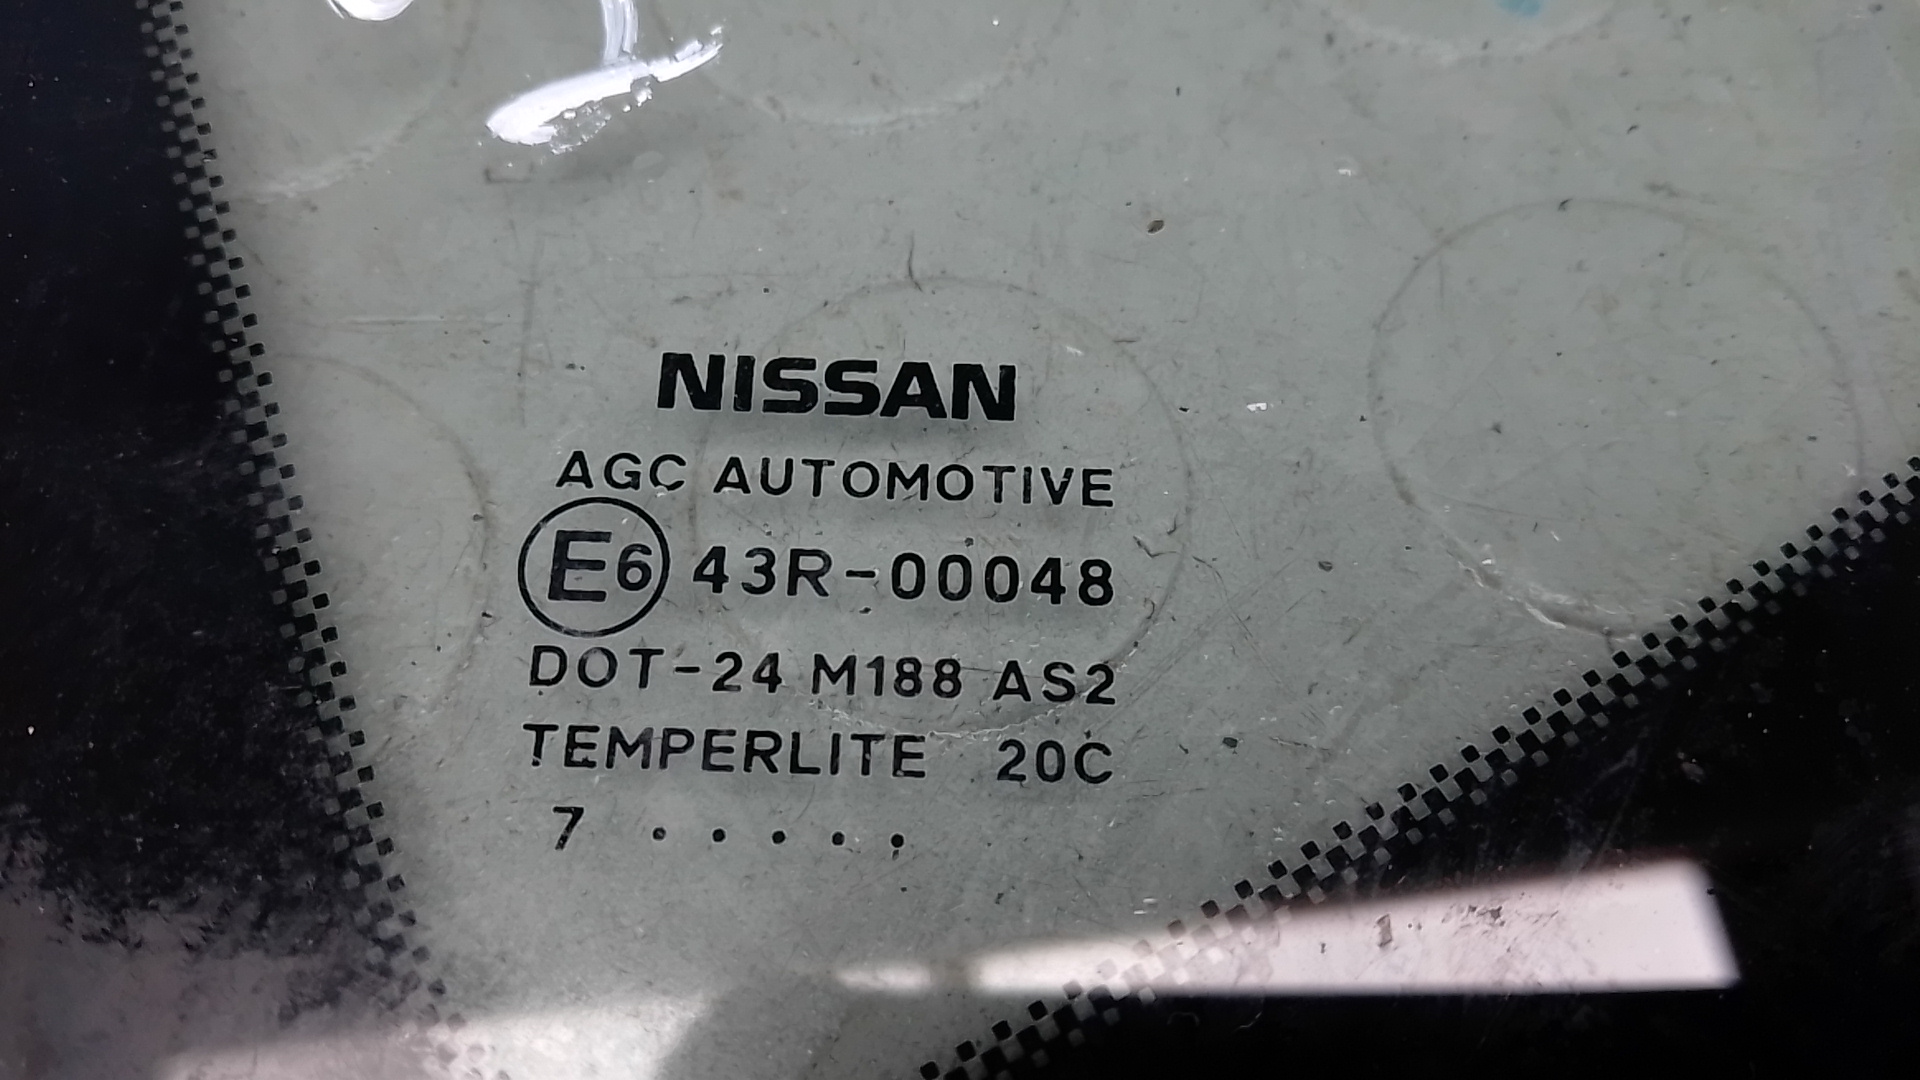 NISSAN
AGC AUTOMOTIVE
E6 43R-00048
DOT-24 M188 AS2
TEMPERLITE 20C
7 . . . . .